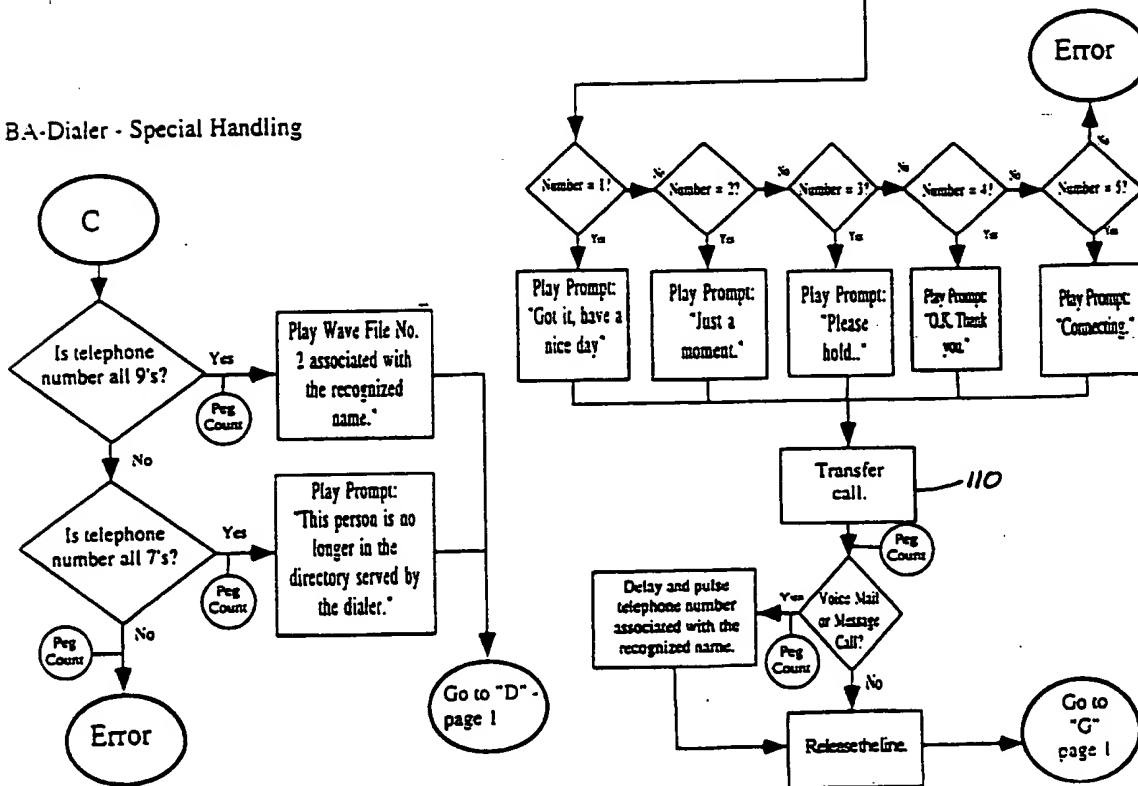 BA-Dialer - Special Handling
C
Is telephone
number all 9's?
Yes
Peg
Count
Play Wave File No.
2 associated with
the recognized
name."
No
Is telephone
number all 7's?
Yes
Peg
Count
Play Prompt:
"This person is no
longer in the
directory served by
the dialer."
Peg
Count
No
Error
Go to "D" -
page 1
Error
Number = 1?
No
Number = 2?
No
Number = 3?
No
Number = 4?
No
Number = 5?
No
Yes
Yes
Yes
Yes
Yes
Play Prompt:
"Got it, have a
nice day"
Play Prompt:
"Just a
moment."
Play Prompt:
"Please
hold.."
Play Prompt:
"O.K. Thank
you."
Play Prompt:
"Connecting."
Transfer
call.
110
Peg
Count
Voice Mail
or Message
Call?
Yes
Peg
Count
Delay and pulse
telephone number
associated with the
recognized name.
No
Release the line.
Go to
"G"
page 1